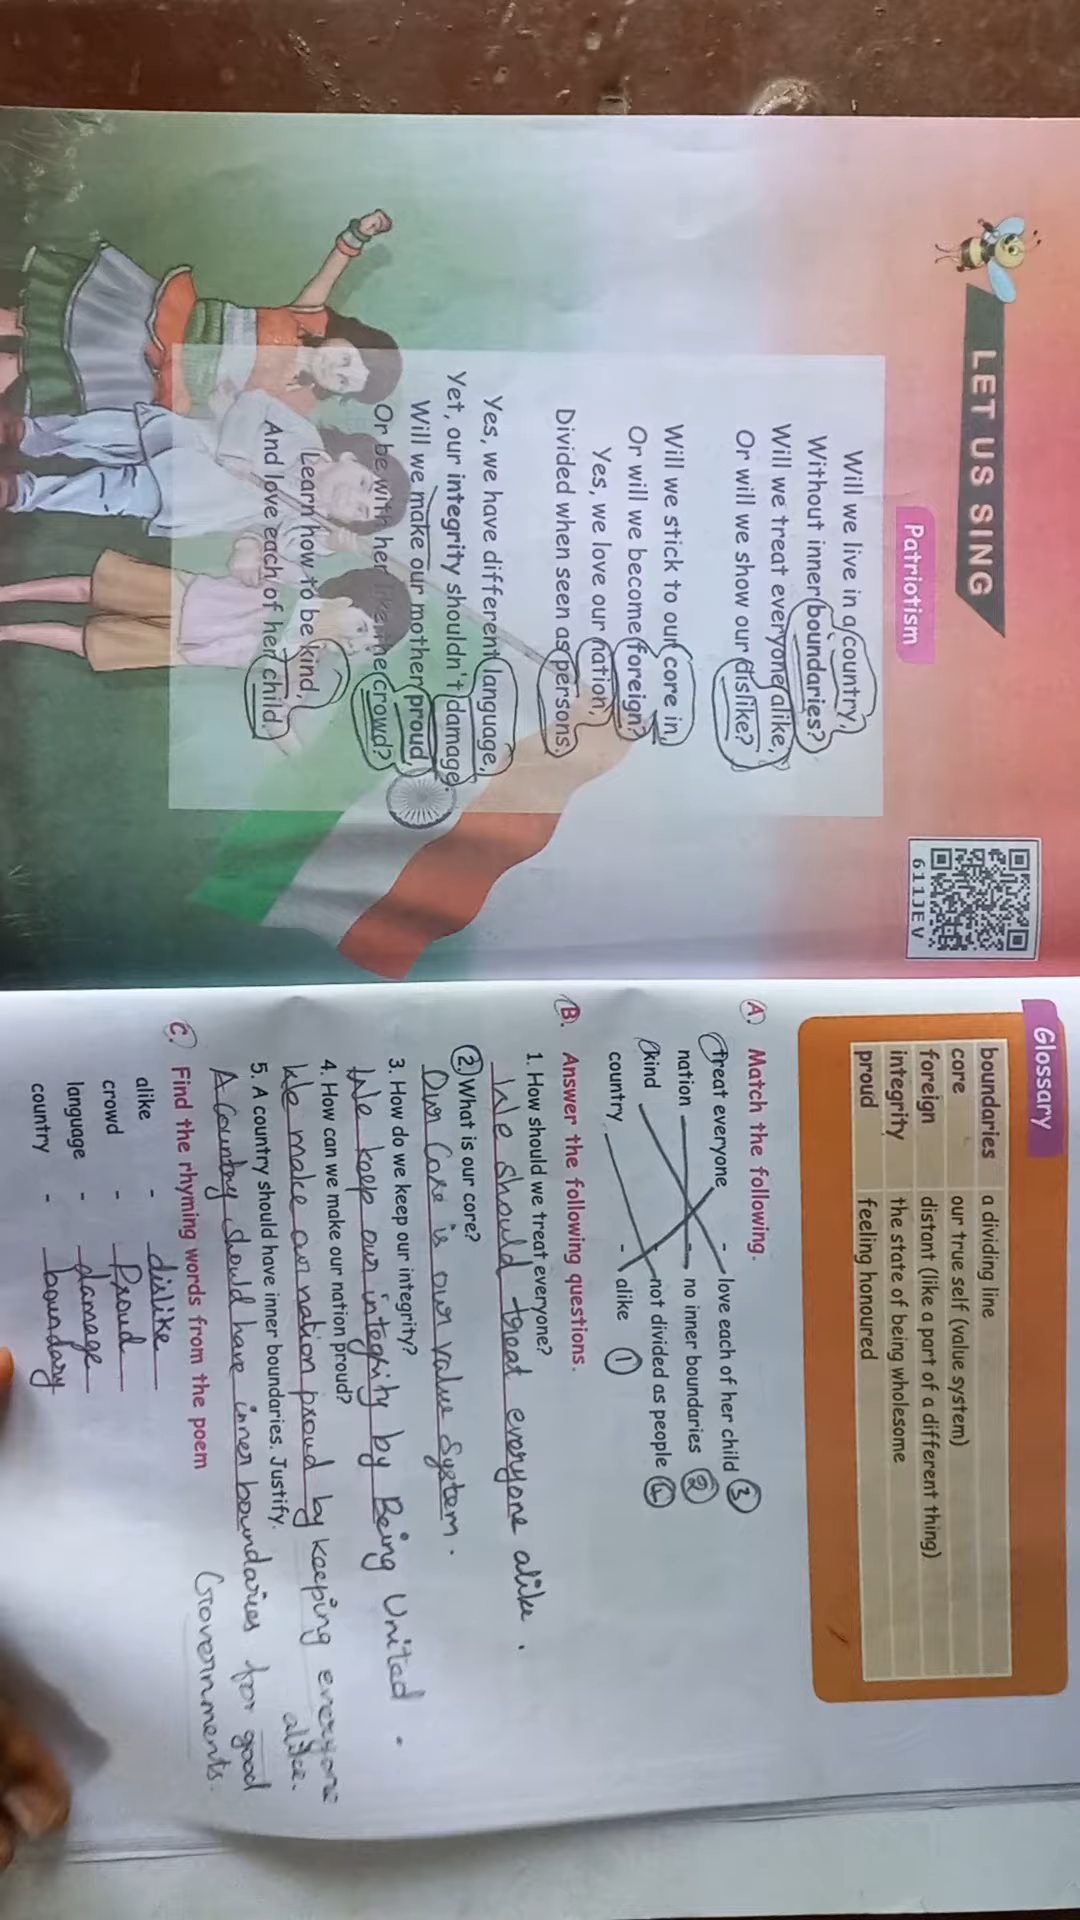 LET US SING
611JEV
Patriotism
Will we live in a country,
Without inner boundaries?
Will we treat everyone alike,
Or will we show our dislike?
Will we stick to our core in,
Or will we become foreign?
Yes, we love our nation,
Divided when seen as persons.
Yes, we have different language,
Yet, our integrity shouldn't damage.
Will we make our mother proud,
Or be with her like the crowd?
Learn how to be kind,
And love each of her child.
Glossary
boundaries a dividing line
core our true self (value system)
foreign distant (like a part of a different thing)
integrity the state of being wholesome
proud feeling honoured
A. Match the following.
treat everyone - love each of her child 3
nation - no inner boundaries 2
kind - not divided as people 4
country - alike 1
B. Answer the following questions.
1. How should we treat everyone?
We should treat everyone alike.
2. What is our core?
Our Core is our value System.
3. How do we keep our integrity?
We keep our integrity by Being United.
4. How can we make our nation proud?
We make our nation proud by keeping everyone
alike.
5. A country should have inner boundaries. Justify.
A Country should have inner boundaries for good
Governments.
C. Find the rhyming words from the poem
alike - dislike
crowd - Proud
language - damage
country - boundary